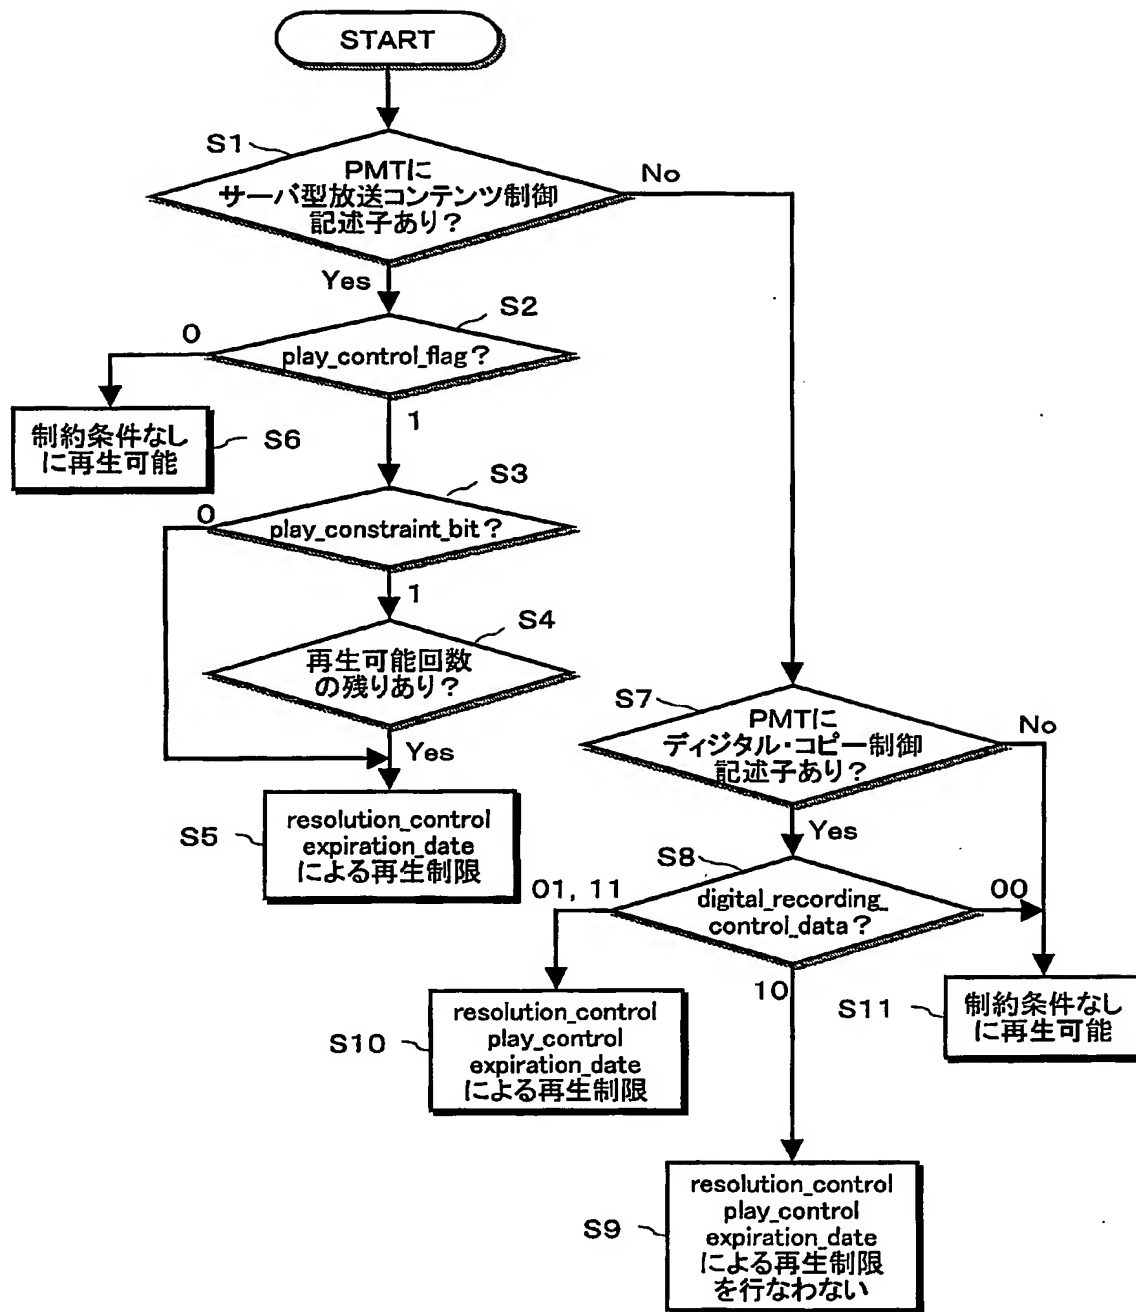 START
S1
PMTに
サーバ型放送コンテンツ制御
記述子あり?
No
Yes
S2
0
play_control_flag?
1
制約条件なし
に再生可能
S6
S3
0
play_constraint_bit?
1
S4
再生可能回数
の残りあり?
Yes
S5
resolution_control
expiration_date
による再生制限
S7
PMTに
ディジタル・コピー制御
記述子あり?
No
Yes
S8
01, 11
digital_recording_
control_data?
00
10
S10
resolution_control
play_control
expiration_date
による再生制限
S11
制約条件なし
に再生可能
S9
resolution_control
play_control
expiration_date
による再生制限
を行なわない